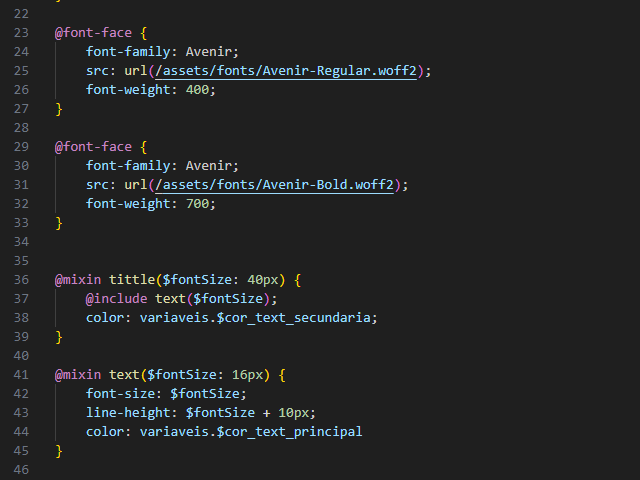 22
23 @font-face {
24     font-family: Avenir;
25     src: url(/assets/fonts/Avenir-Regular.woff2);
26     font-weight: 400;
27 }
28
29 @font-face {
30     font-family: Avenir;
31     src: url(/assets/fonts/Avenir-Bold.woff2);
32     font-weight: 700;
33 }
34
35
36 @mixin tittle($fontSize: 40px) {
37     @include text($fontSize);
38     color: variaveis.$cor_text_secundaria;
39 }
40
41 @mixin text($fontSize: 16px) {
42     font-size: $fontSize;
43     line-height: $fontSize + 10px;
44     color: variaveis.$cor_text_principal
45 }
46